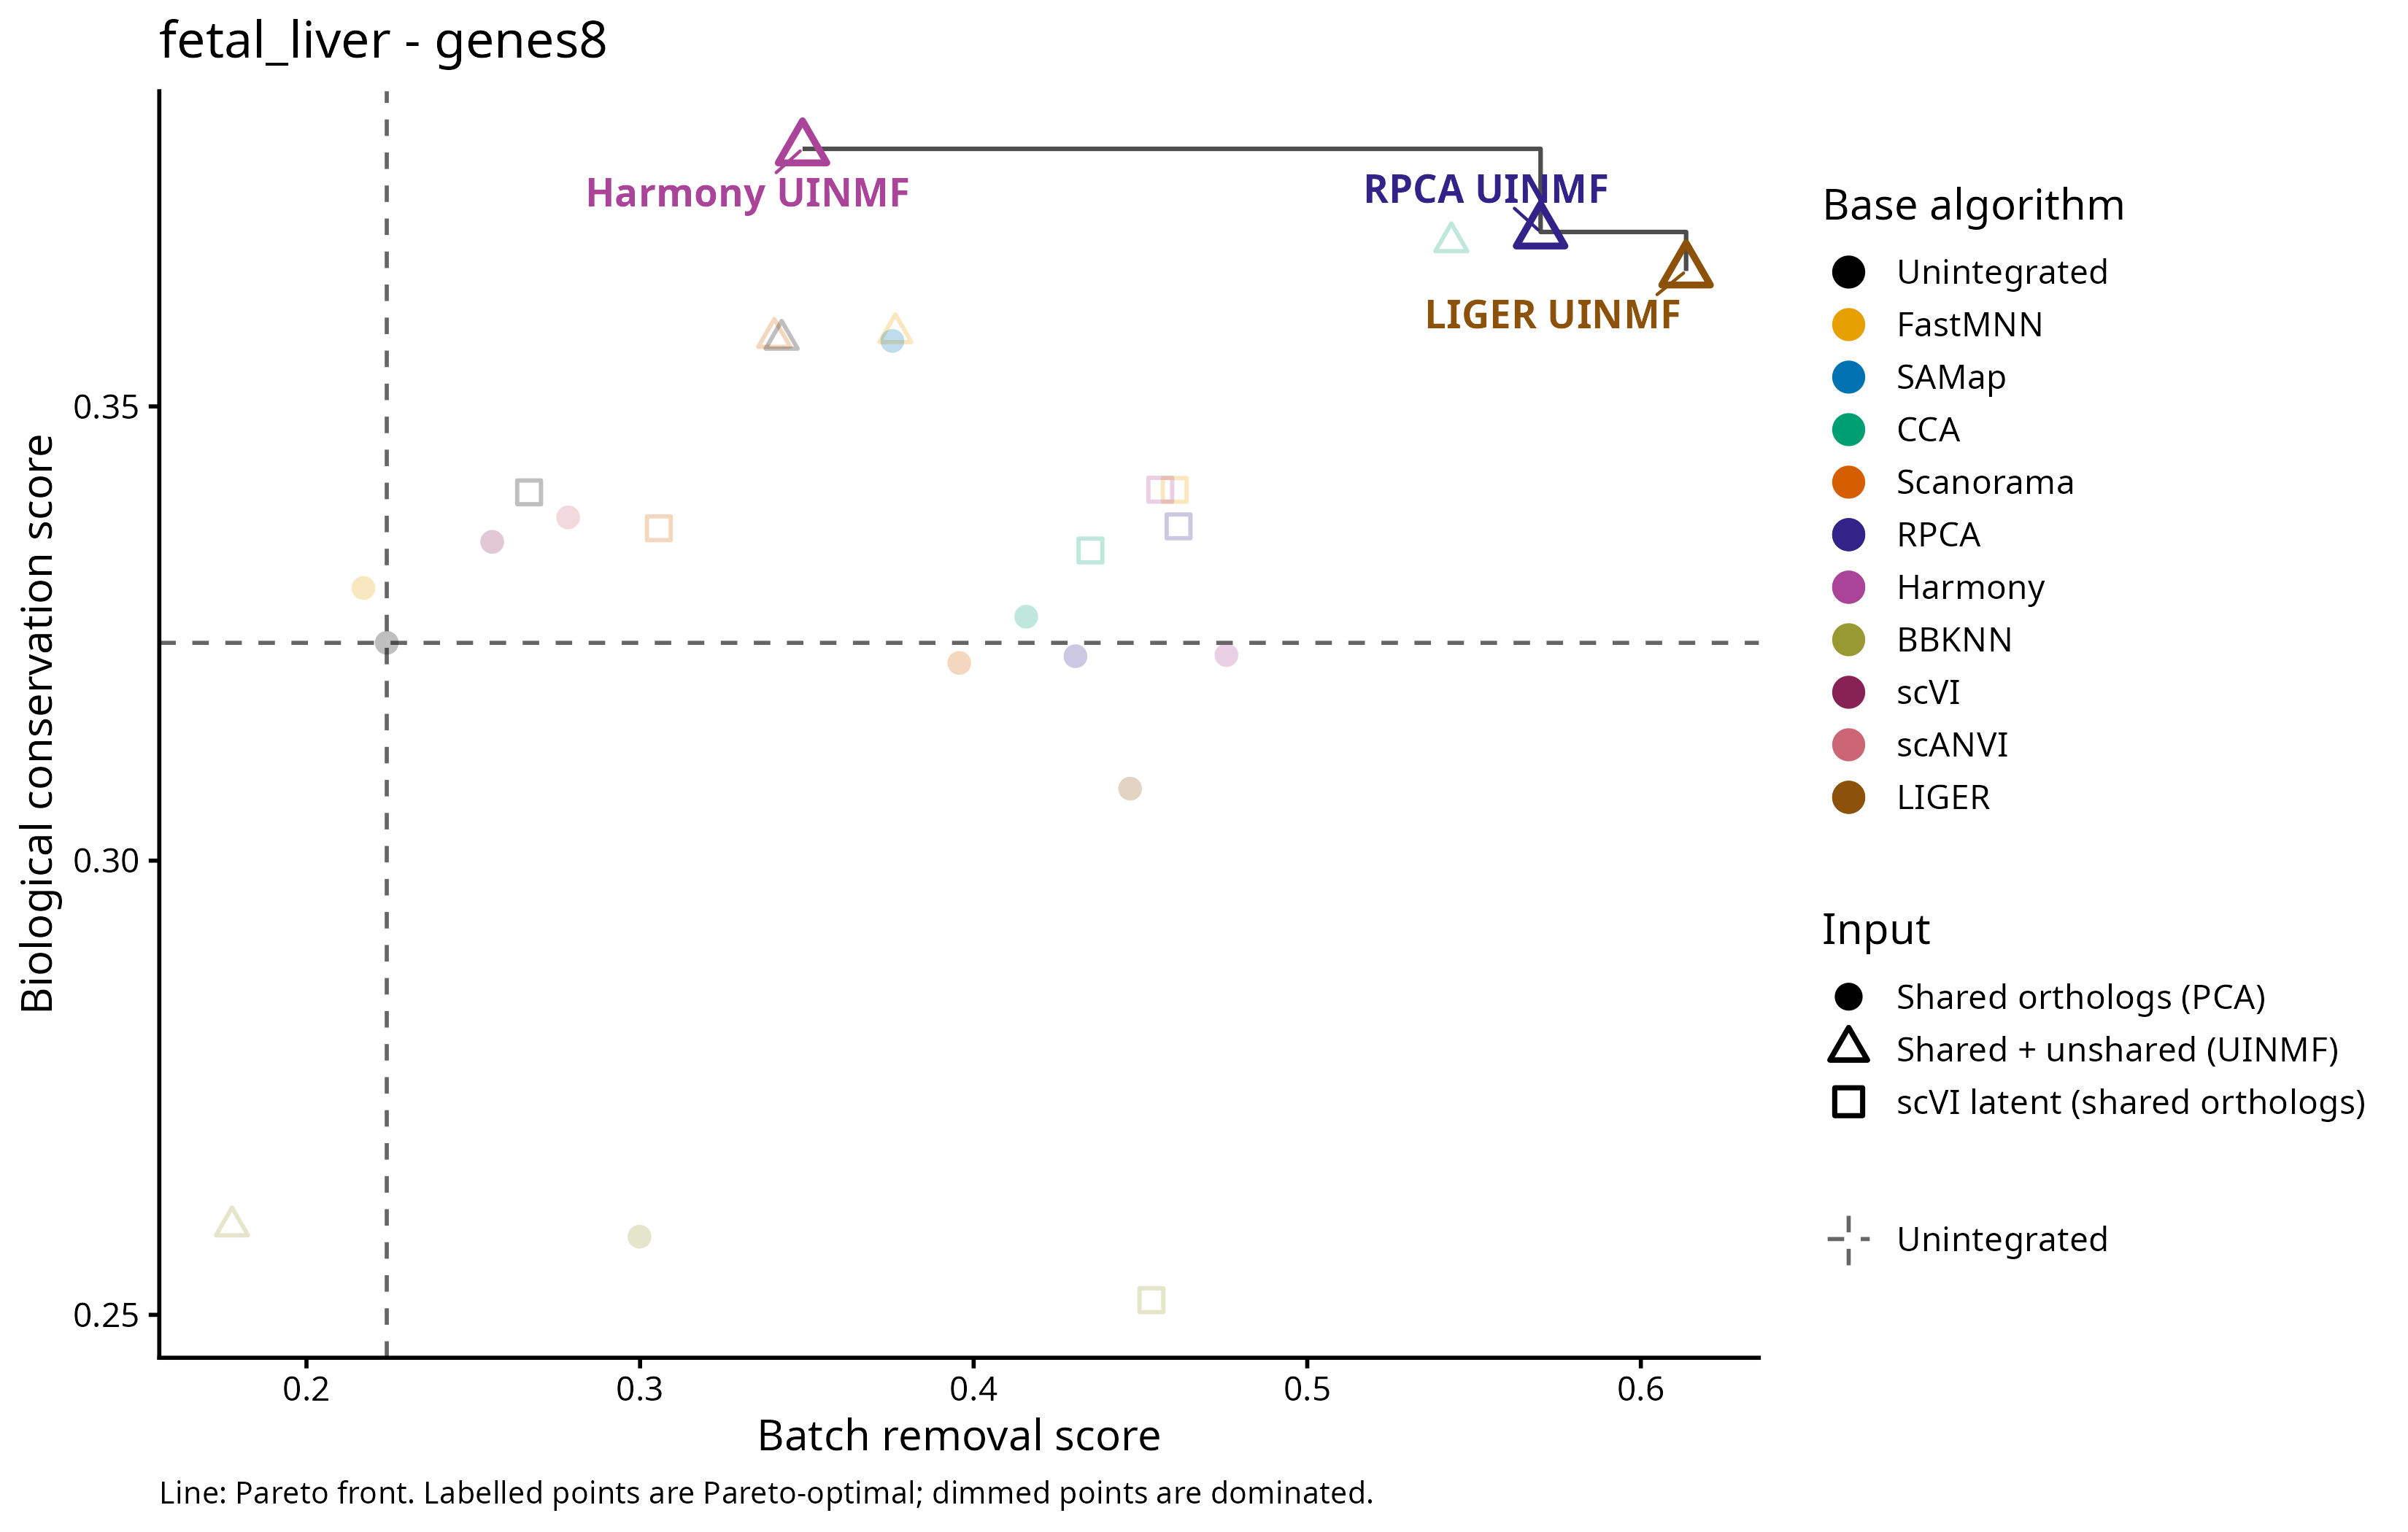 fetal_liver - genes8
Harmony UINMF
RPCA UINMF
LIGER UINMF
Biological conservation score
0.35
0.30
0.25
0.2
0.3
0.4
0.5
0.6
Batch removal score
Line: Pareto front. Labelled points are Pareto-optimal; dimmed points are dominated.
Base algorithm
Unintegrated
FastMNN
SAMap
CCA
Scanorama
RPCA
Harmony
BBKNN
scVI
scANVI
LIGER
Input
Shared orthologs (PCA)
Shared + unshared (UINMF)
scVI latent (shared orthologs)
Unintegrated